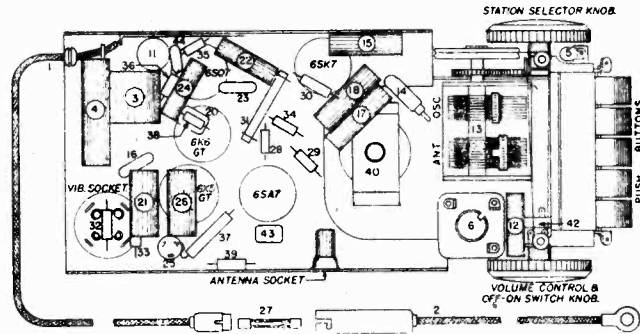 STATION SELECTOR KNOB.
1
36
11
44
35
6SQ7
22
6SK7
15
5
4
3
24
20
23
31
30
18
17
14
OSC
ANT
13
PUSH BUTTONS
38
6K6 GT
34
28
29
40
16
VIB. SOCKET
32
21
26
6X5 GT
6SA7
43
37
33
25
39
6
12
42
ANTENNA SOCKET
VOLUME CONTROL &
OFF-ON SWITCH KNOB.
27
2